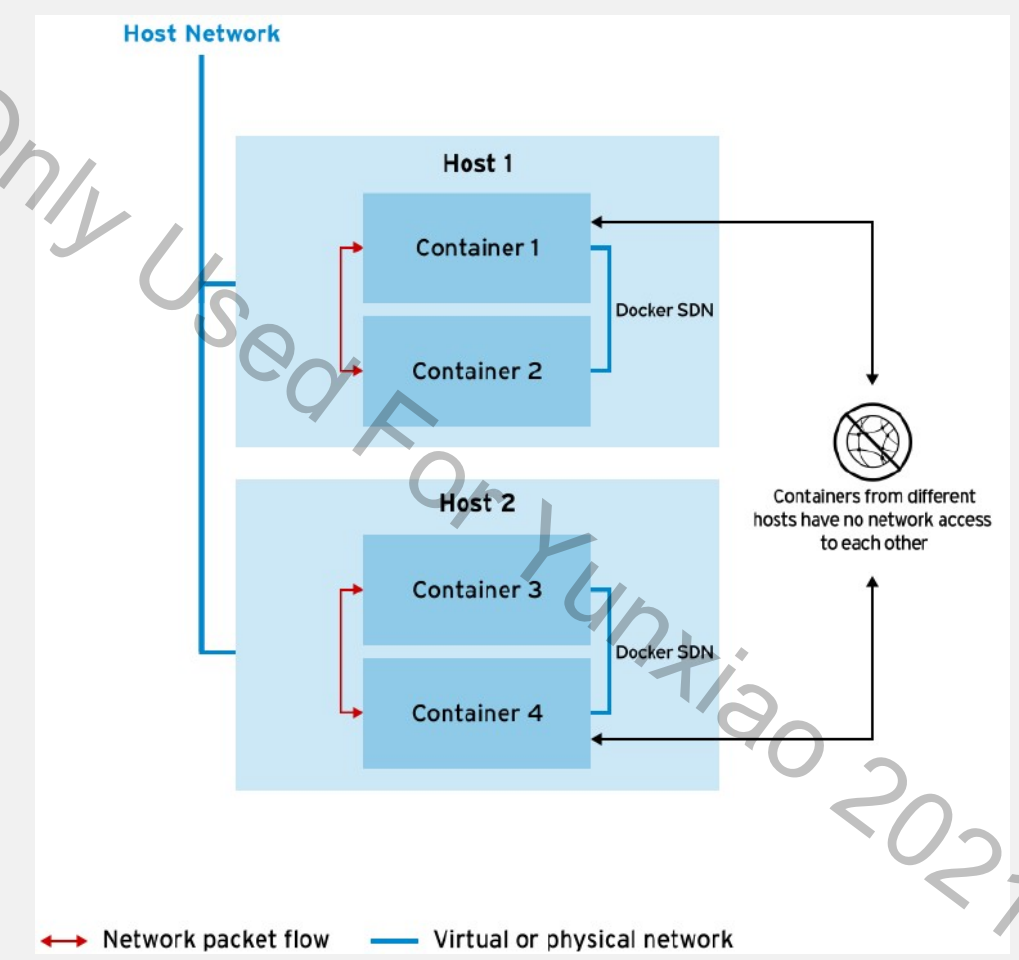 Host Network
Host 1
Container 1
Docker SDN
Container 2
Containers from different
hosts have no network access
to each other
Host 2
Container 3
Docker SDN
Container 4
Network packet flow
Virtual or physical network
Only Used For Yunxiao 2021